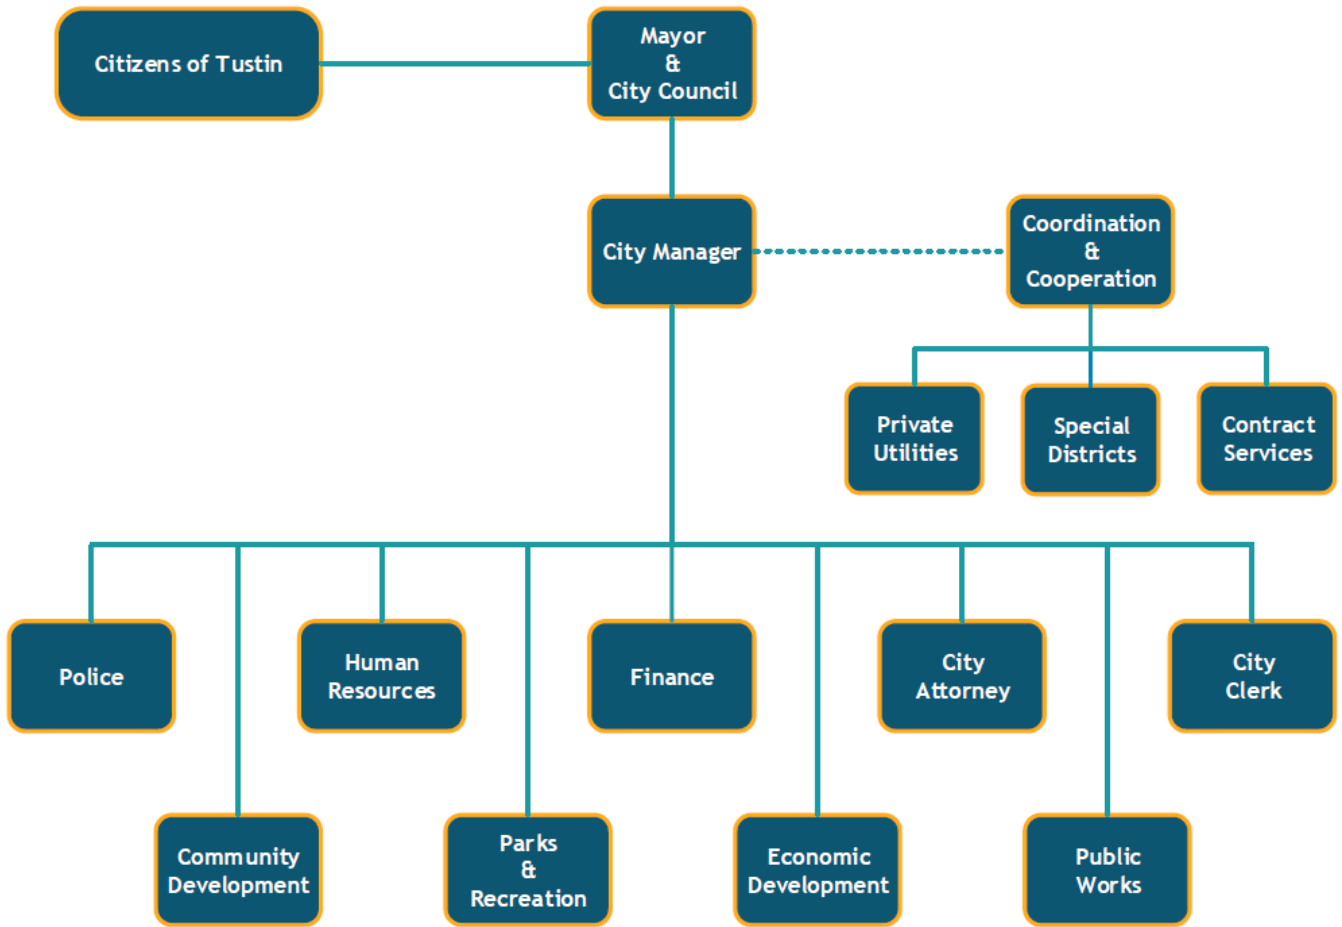 Citizens of Tustin
Mayor
&
City Council
City Manager
Coordination
&
Cooperation
Private
Utilities
Special
Districts
Contract
Services
Police
Human
Resources
Finance
City
Attorney
City
Clerk
Community
Development
Parks
&
Recreation
Economic
Development
Public
Works